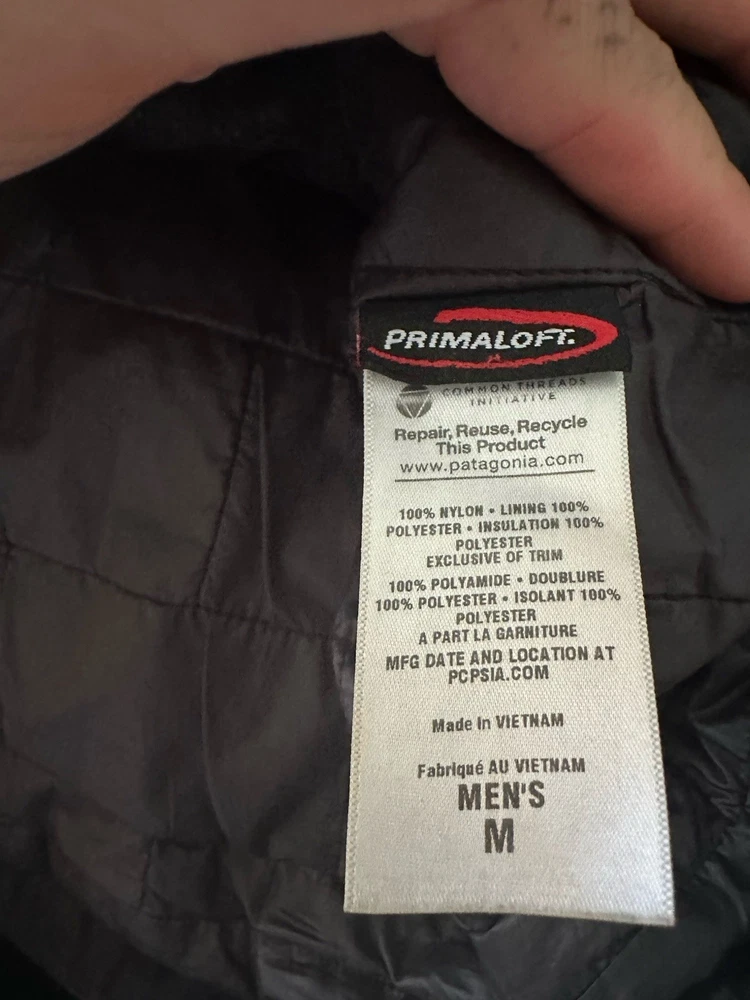 PRIMALOFT.
COMMON THREADS
INITIATIVE
Repair, Reuse, Recycle
This Product
www.patagonia.com
100% NYLON • LINING 100%
POLYESTER • INSULATION 100%
POLYESTER
EXCLUSIVE OF TRIM
100% POLYAMIDE • DOUBLURE
100% POLYESTER • ISOLANT 100%
POLYESTER
A PART LA GARNITURE
MFG DATE AND LOCATION AT
PCPSIA.COM
Made in VIETNAM
Fabriqué AU VIETNAM
MEN'S
M